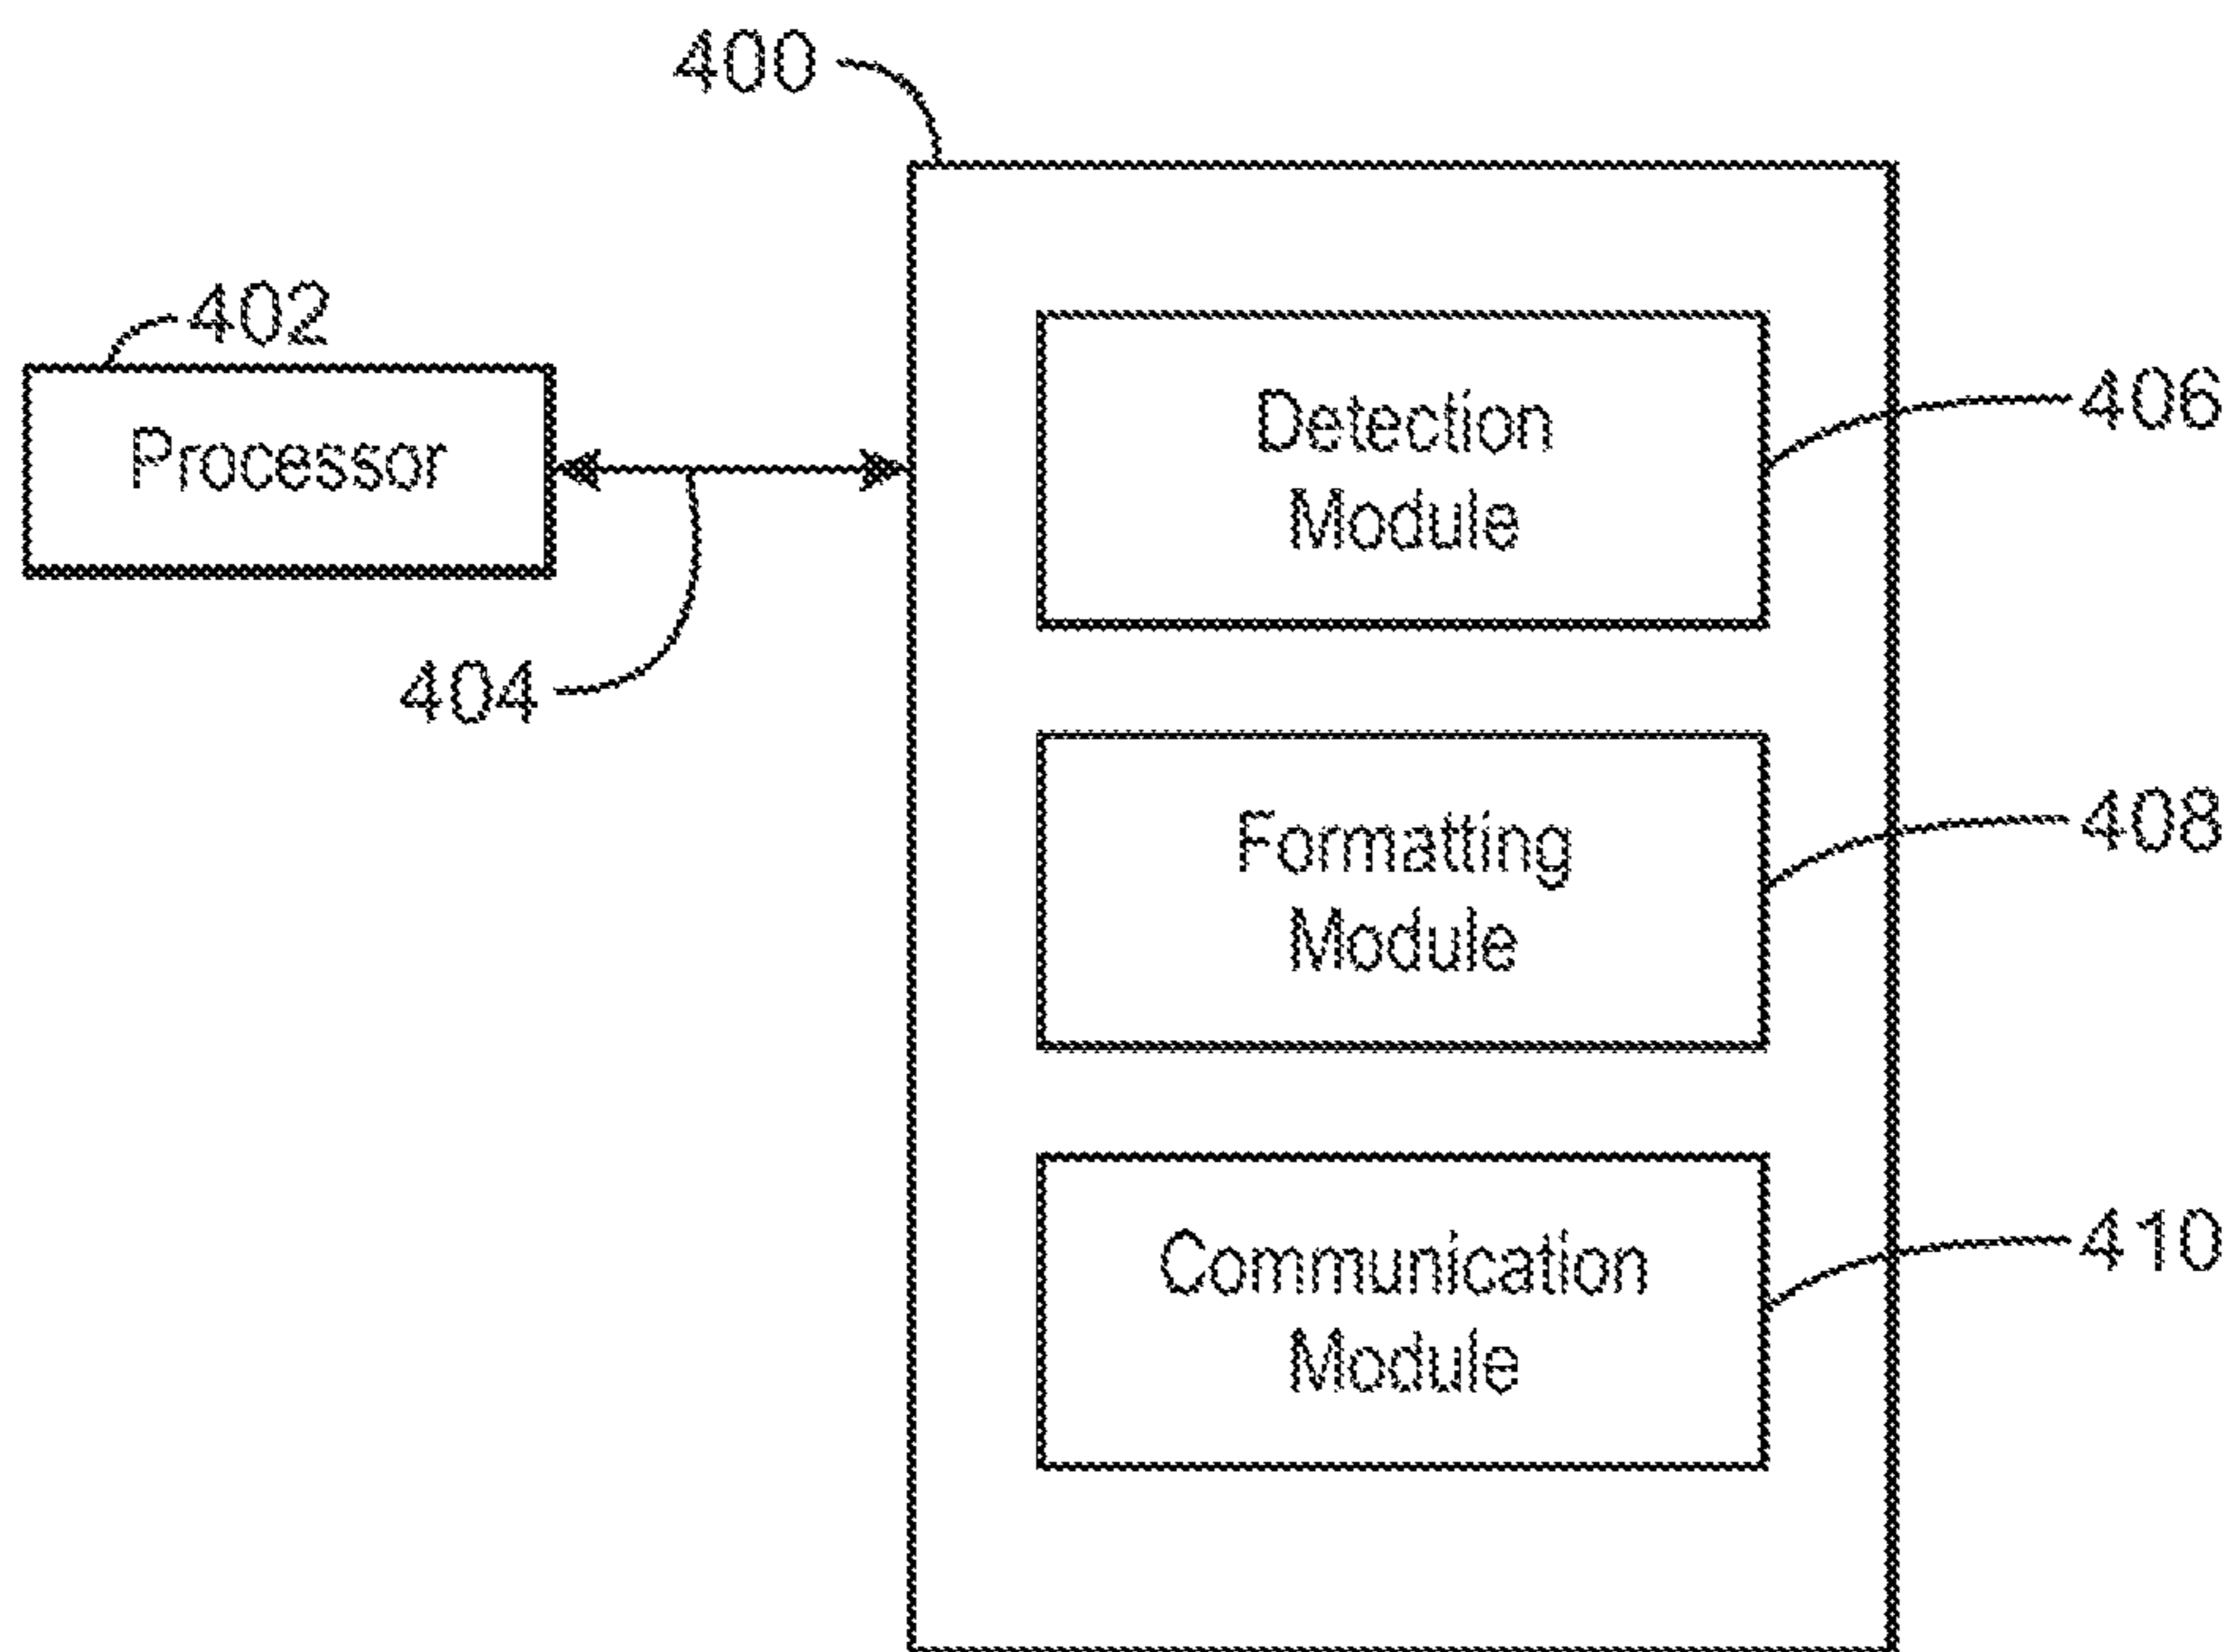 400
402
Processor
404
Detection
Module
406
Formatting
Module
408
Communication
Module
410